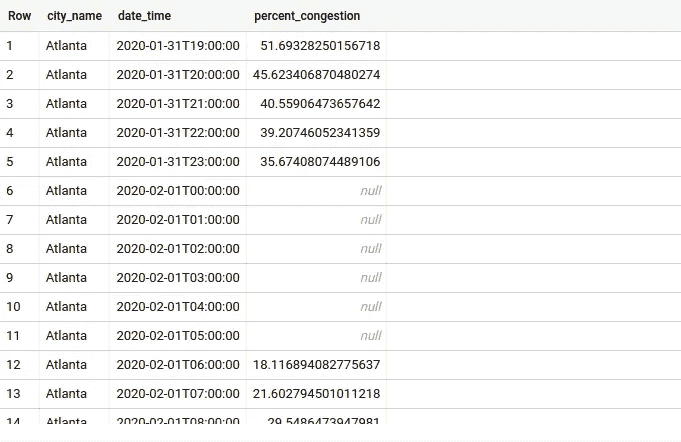 Row city_name date_time percent_congestion
1 Atlanta 2020-01-31T19:00:00 51.69328250156718
2 Atlanta 2020-01-31T20:00:00 45.623406870480274
3 Atlanta 2020-01-31T21:00:00 40.55906473657642
4 Atlanta 2020-01-31T22:00:00 39.20746052341359
5 Atlanta 2020-01-31T23:00:00 35.67408074489106
6 Atlanta 2020-02-01T00:00:00 null
7 Atlanta 2020-02-01T01:00:00 null
8 Atlanta 2020-02-01T02:00:00 null
9 Atlanta 2020-02-01T03:00:00 null
10 Atlanta 2020-02-01T04:00:00 null
11 Atlanta 2020-02-01T05:00:00 null
12 Atlanta 2020-02-01T06:00:00 18.116894082775637
13 Atlanta 2020-02-01T07:00:00 21.602794501011218
14 Atlanta 2020-02-01T08:00:00 29.5486473947981